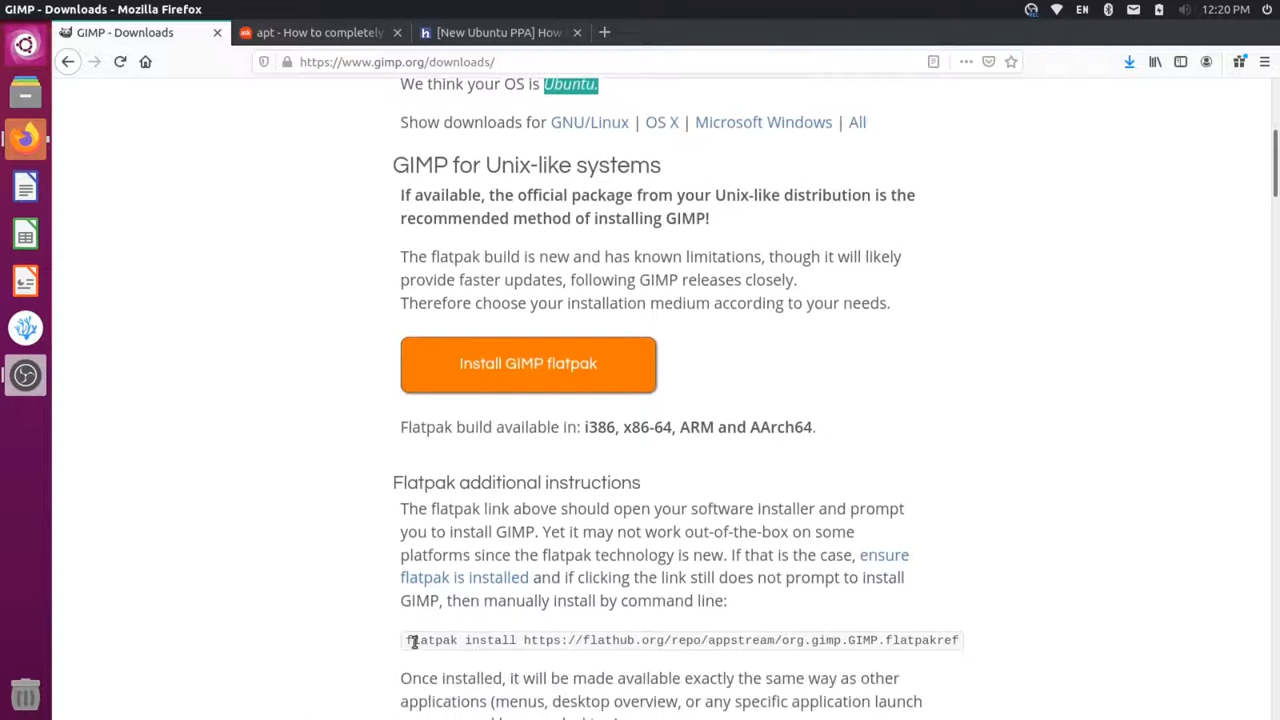 GIMP - Downloads - Mozilla Firefox
EN
12:20 PM
GIMP - Downloads
ask
apt - How to completely
h
[New Ubuntu PPA] How
https://www.gimp.org/downloads/
We think your OS is Ubuntu.
Show downloads for GNU/Linux | OS X | Microsoft Windows | All
GIMP for Unix-like systems
If available, the official package from your Unix-like distribution is the
recommended method of installing GIMP!
The flatpak build is new and has known limitations, though it will likely
provide faster updates, following GIMP releases closely.
Therefore choose your installation medium according to your needs.
Install GIMP flatpak
Flatpak build available in: i386, x86-64, ARM and AArch64.
Flatpak additional instructions
The flatpak link above should open your software installer and prompt
you to install GIMP. Yet it may not work out-of-the-box on some
platforms since the flatpak technology is new. If that is the case, ensure
flatpak is installed and if clicking the link still does not prompt to install
GIMP, then manually install by command line:
flatpak install https://flathub.org/repo/appstream/org.gimp.GIMP.flatpakref
Once installed, it will be made available exactly the same way as other
applications (menus, desktop overview, or any specific application launch